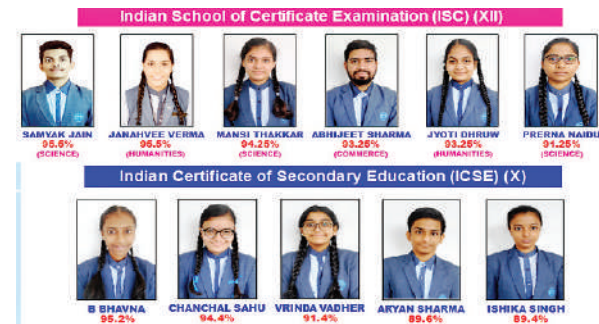 Indian School of Certificate Examination (ISC) (XII)
SAMYAK JAIN JANAHVEE VERMA MANSI THAKKAR ABHIJEET SHARMA JYOTI DHRUW PRERNA NAIDU
95.5% 95.5% 94.25% 93.25% 93.25% 91.25%
(SCIENCE) (HUMANITIES) (SCIENCE) (COMMERCE) (HUMANITIES) (SCIENCE)
Indian Certificate of Secondary Education (ICSE) (X)
B BHAVNA CHANCHAL SAHU VRINDA VADHER ARYAN SHARMA ISHIKA SINGH
95.2% 94.4% 91.4% 89.6% 89.4%